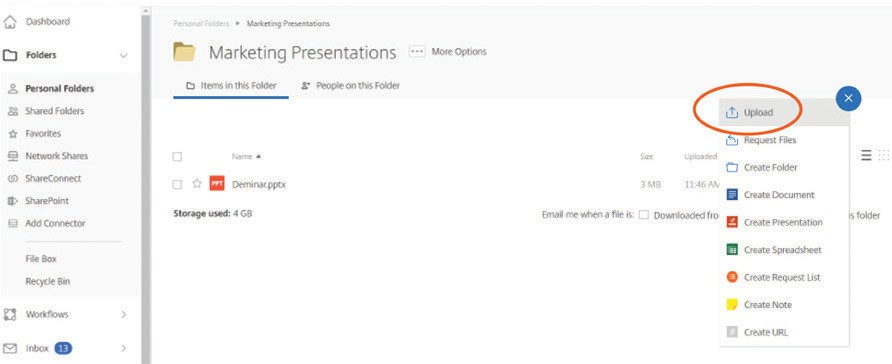 Dashboard
Folders
Personal Folders
Shared Folders
Favorites
Network Shares
ShareConnect
SharePoint
Add Connector
File Box
Recycle Bin
Workflows
Inbox 13
Personal Folders ▸ Marketing Presentations
Marketing Presentations ··· More Options
Items in this Folder People on this Folder
Name ▲ Size Uploaded
PPT Deminar.pptx 3 MB 11:46 AM
Storage used: 4 GB Email me when a file is: Downloaded from s folder
Upload
Request Files
Create Folder
Create Document
Create Presentation
Create Spreadsheet
Create Request List
Create Note
Create URL